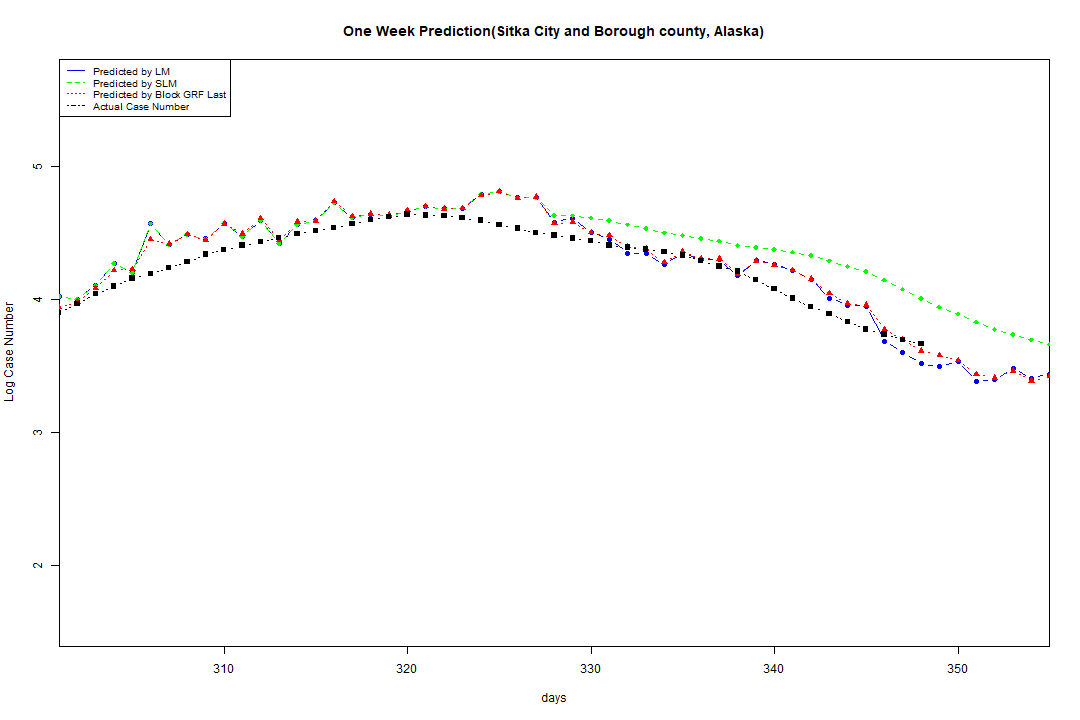 One Week Prediction(Sitka City and Borough county, Alaska)
Predicted by LM
Predicted by SLM
Predicted by Block GRF Last
Actual Case Number
5
4
3
2
Log Case Number
310 320 330 340 350
days